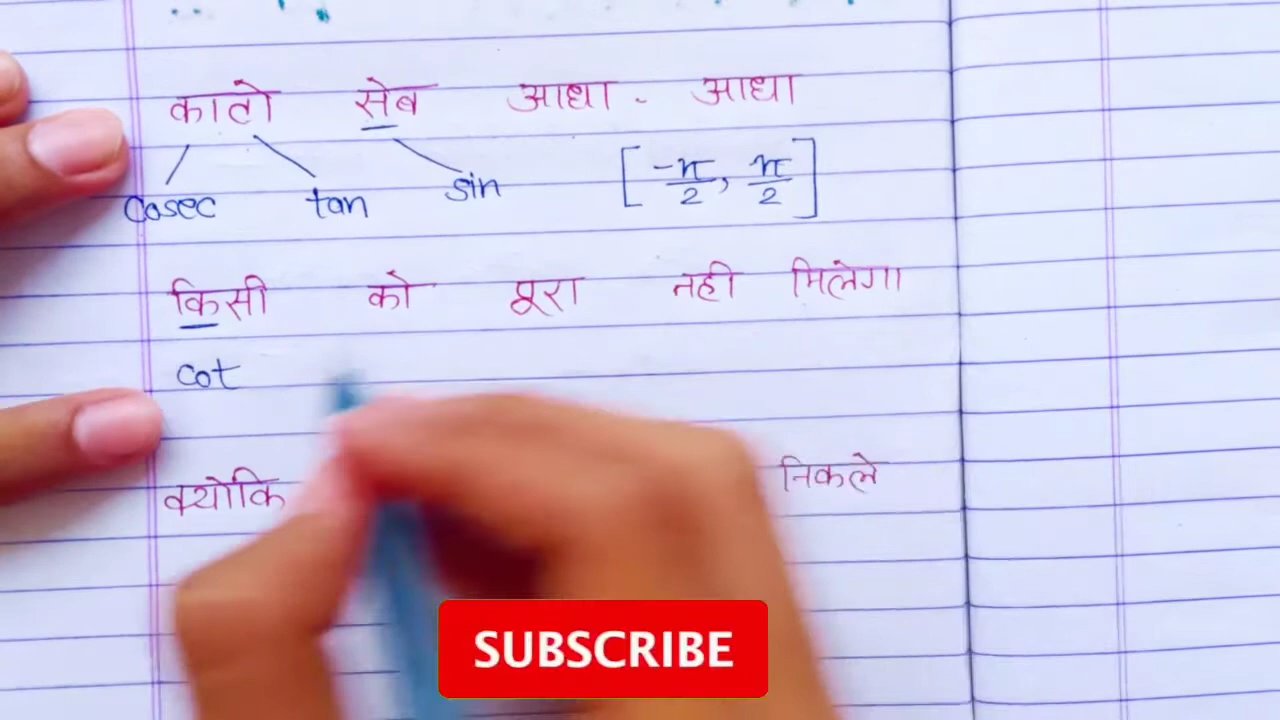 काटो सेब आधा - आधा
cosec tan sin [-π/2, π/2]
किसी को पूरा नही मिलेगा
cot
क्योकि निकले
SUBSCRIBE